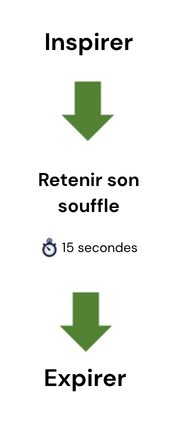 Inspirer
Retenir son
souffle
15 secondes
Expirer